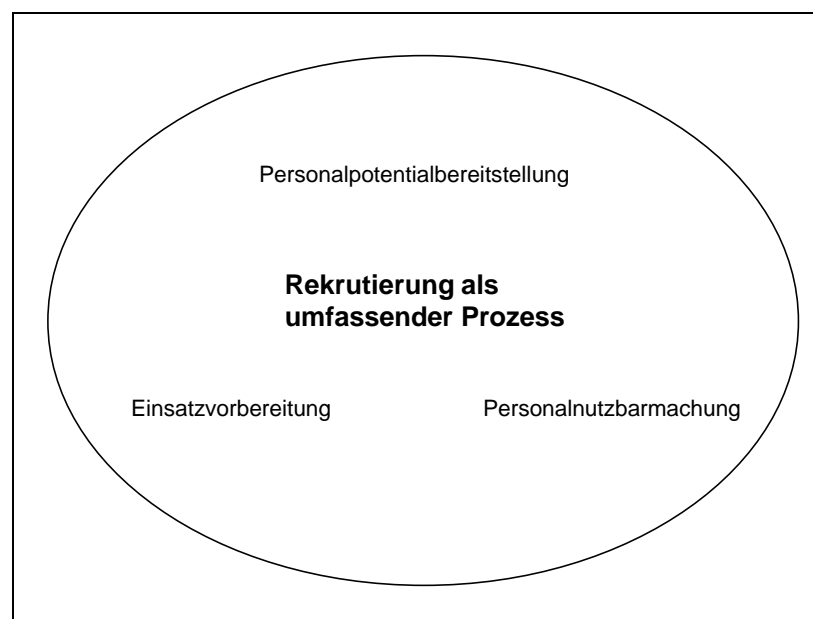 Personalpotentialbereitstellung
Rekrutierung als
umfassender Prozess
Einsatzvorbereitung
Personalnutzbarmachung